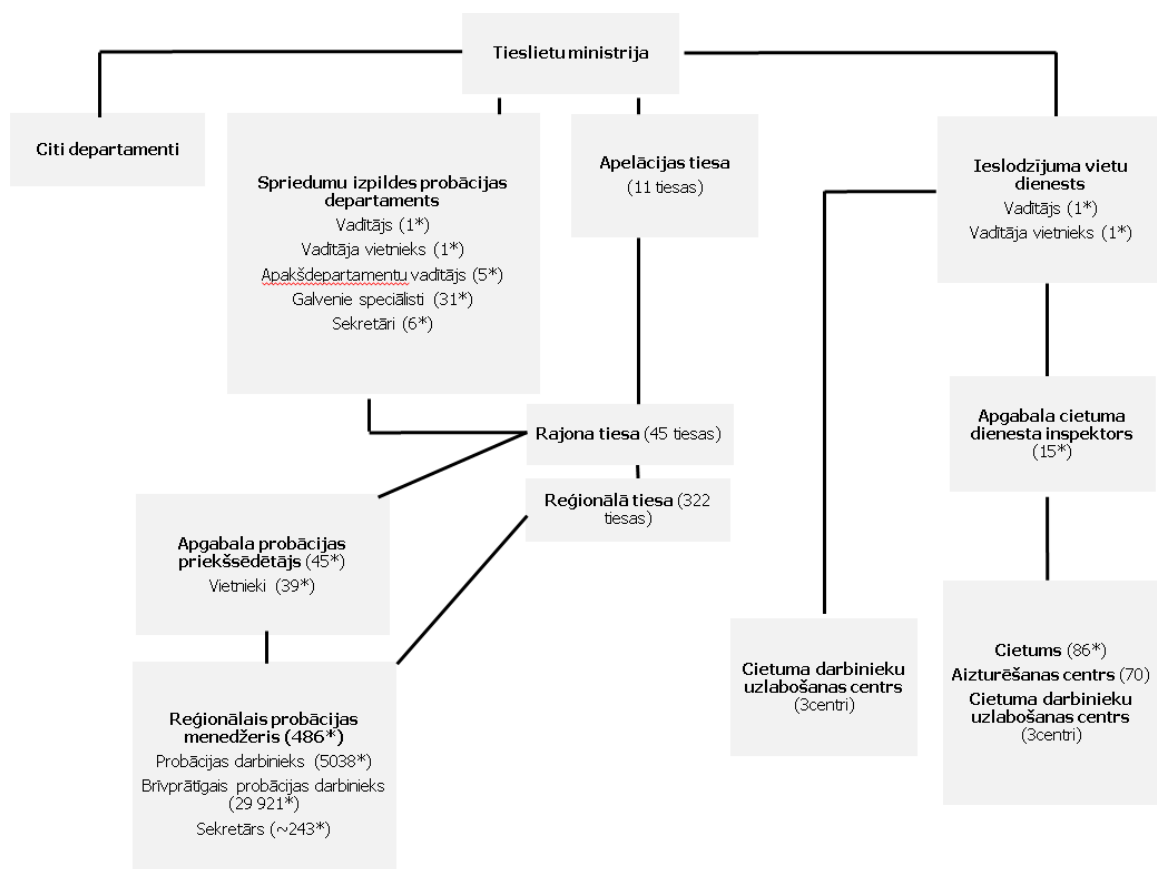 Tieslietu ministrija
Citi departamenti
Spriedumu izpildes probācijas
departaments
Vadītājs (1*)
Vadītāja vietnieks (1*)
Apakšdepartamentu vadītājs (5*)
Galvenie speciālisti (31*)
Sekretāri (6*)
Apelācijas tiesa
(11 tiesas)
Ieslodzījuma vietu
dienests
Vadītājs (1*)
Vadītāja vietnieks (1*)
Rajona tiesa (45 tiesas)
Reģionālā tiesa (322
tiesas)
Apgabala cietuma
dienesta inspektors
(15*)
Apgabala probācijas
priekšsēdētājs (45*)
Vietnieki (39*)
Reģionālais probācijas
menedžeris (486*)
Probācijas darbinieks (5038*)
Brīvprātīgais probācijas darbinieks
(29 921*)
Sekretārs (~243*)
Cietuma darbinieku
uzlabošanas centrs
(3centri)
Cietums (86*)
Aizturēšanas centrs (70)
Cietuma darbinieku
uzlabošanas centrs
(3centri)